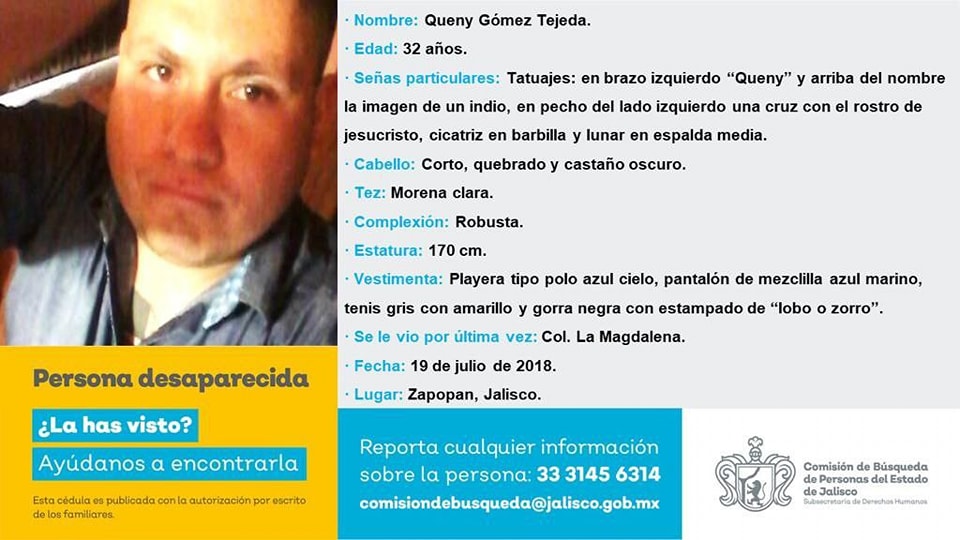 · Nombre: Queny Gómez Tejeda.
· Edad: 32 años.
· Señas particulares: Tatuajes: en brazo izquierdo “Queny” y arriba del nombre
la imagen de un indio, en pecho del lado izquierdo una cruz con el rostro de
jesucristo, cicatriz en barbilla y lunar en espalda media.
· Cabello: Corto, quebrado y castaño oscuro.
· Tez: Morena clara.
· Complexión: Robusta.
· Estatura: 170 cm.
· Vestimenta: Playera tipo polo azul cielo, pantalón de mezclilla azul marino,
tenis gris con amarillo y gorra negra con estampado de “lobo o zorro”.
· Se le vio por última vez: Col. La Magdalena.
· Fecha: 19 de julio de 2018.
· Lugar: Zapopan, Jalisco.
Persona desaparecida
¿La has visto?
Ayúdanos a encontrarla
Esta cédula es publicada con la autorización por escrito
de los familiares.
Reporta cualquier información
sobre la persona: 33 3145 6314
comisiondebusqueda@jalisco.gob.mx
Comisión de Búsqueda
de Personas del Estado
de Jalisco
Subsecretaría de Derechos Humanos